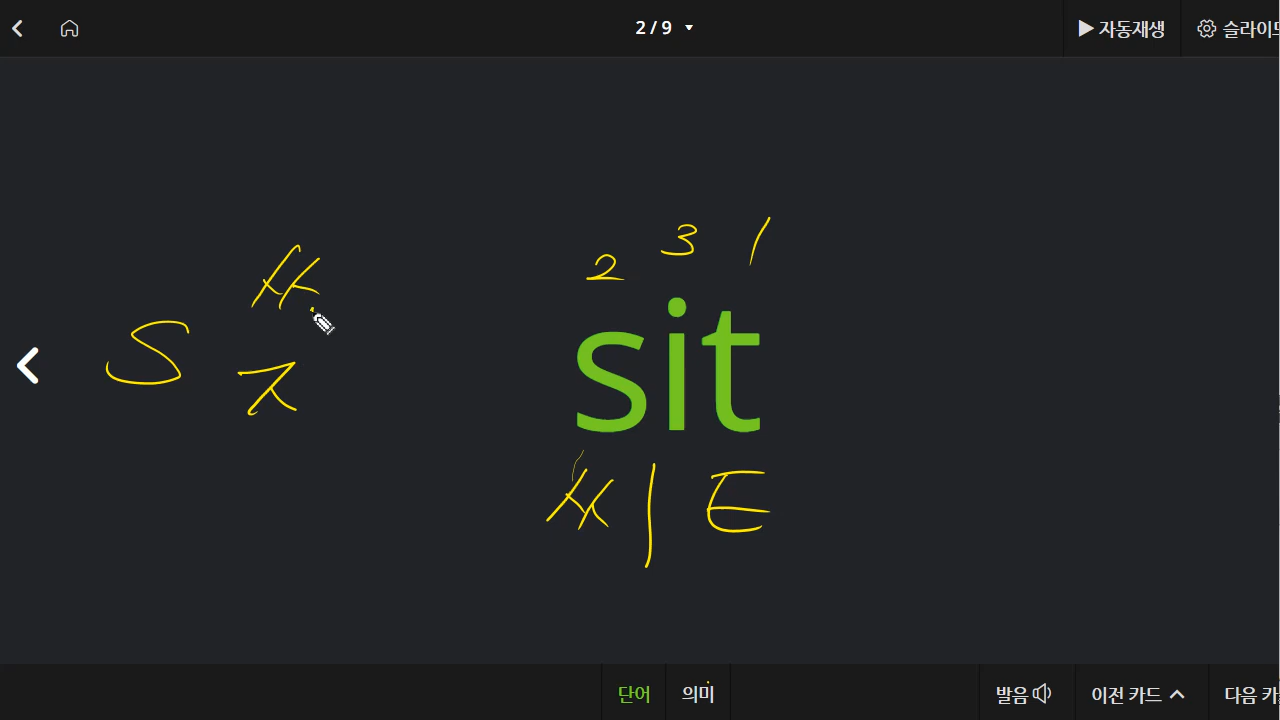 2 / 9
자동재생
슬라이드
2 3 1
ㅆ
sit
S
ㅈ
ㅆ ㅣ ㅌ
단어
의미
발음
이전 카드
다음 카